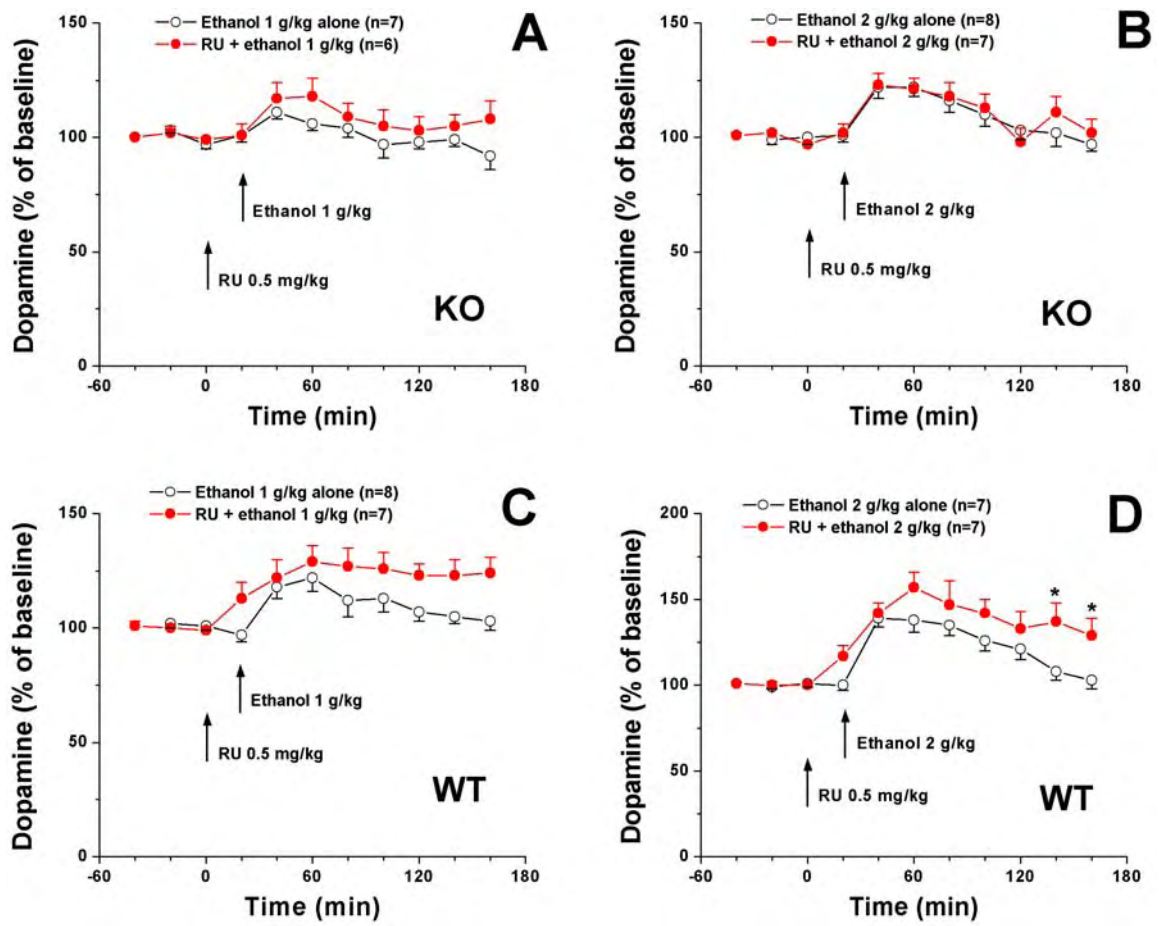 Ethanol 1 g/kg alone (n=7)
RU + ethanol 1 g/kg (n=6)
A
Dopamine (% of baseline)
150
100
50
0
Ethanol 1 g/kg
RU 0.5 mg/kg
KO
-60
0
60
120
180
Time (min)
Ethanol 2 g/kg alone (n=8)
RU + ethanol 2 g/kg (n=7)
B
Dopamine (% of baseline)
150
100
50
0
Ethanol 2 g/kg
RU 0.5 mg/kg
KO
-60
0
60
120
180
Time (min)
Ethanol 1 g/kg alone (n=8)
RU + ethanol 1 g/kg (n=7)
C
Dopamine (% of baseline)
150
100
50
0
Ethanol 1 g/kg
RU 0.5 mg/kg
WT
-60
0
60
120
180
Time (min)
Ethanol 2 g/kg alone (n=7)
RU + ethanol 2 g/kg (n=7)
D
Dopamine (% of baseline)
200
150
100
50
0
* *
Ethanol 2 g/kg
RU 0.5 mg/kg
WT
-60
0
60
120
180
Time (min)